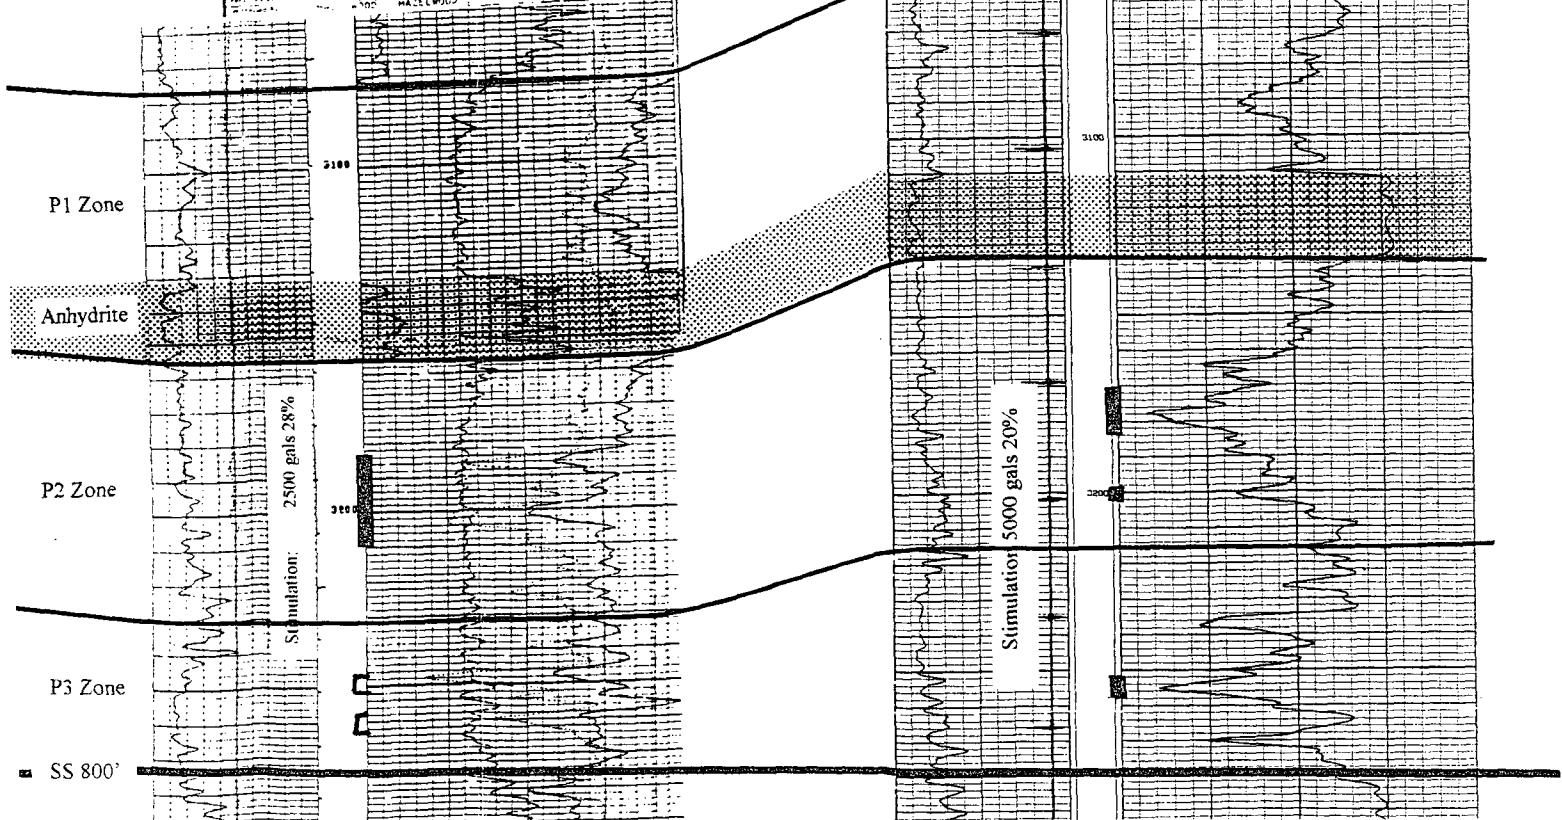 HAZELWOOD
3100
3100
P1 Zone
Anhydrite
Stimulation: 2500 gals 28%
Stimulation 5000 gals 20%
P2 Zone
3200
3200
P3 Zone
SS 800'